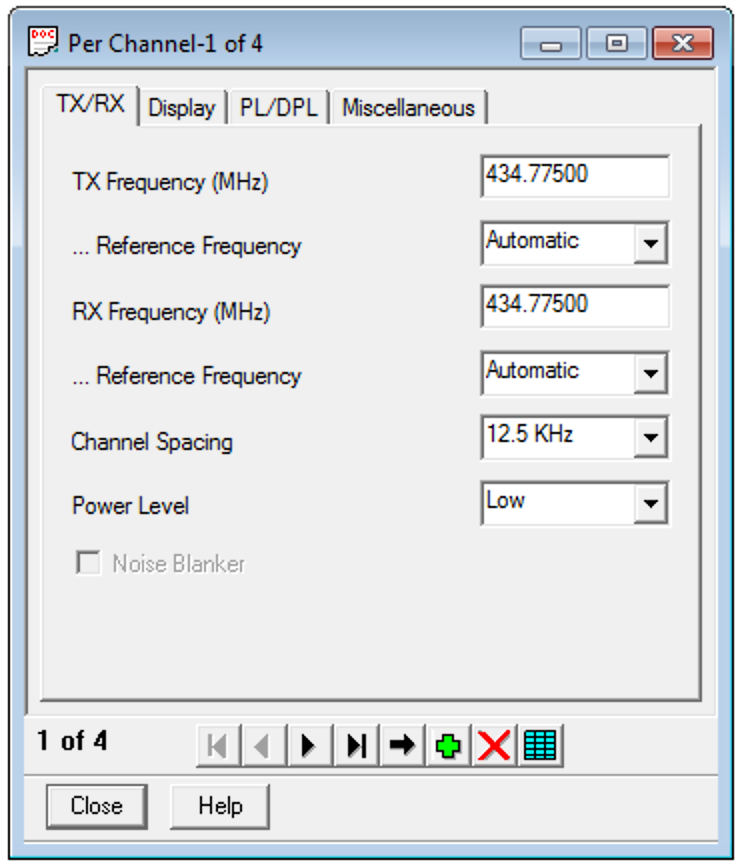 Per Channel-1 of 4
TX/RX Display PL/DPL Miscellaneous
TX Frequency (MHz) 434.77500
... Reference Frequency Automatic
RX Frequency (MHz) 434.77500
... Reference Frequency Automatic
Channel Spacing 12.5 KHz
Power Level Low
Noise Blanker
1 of 4
Close Help